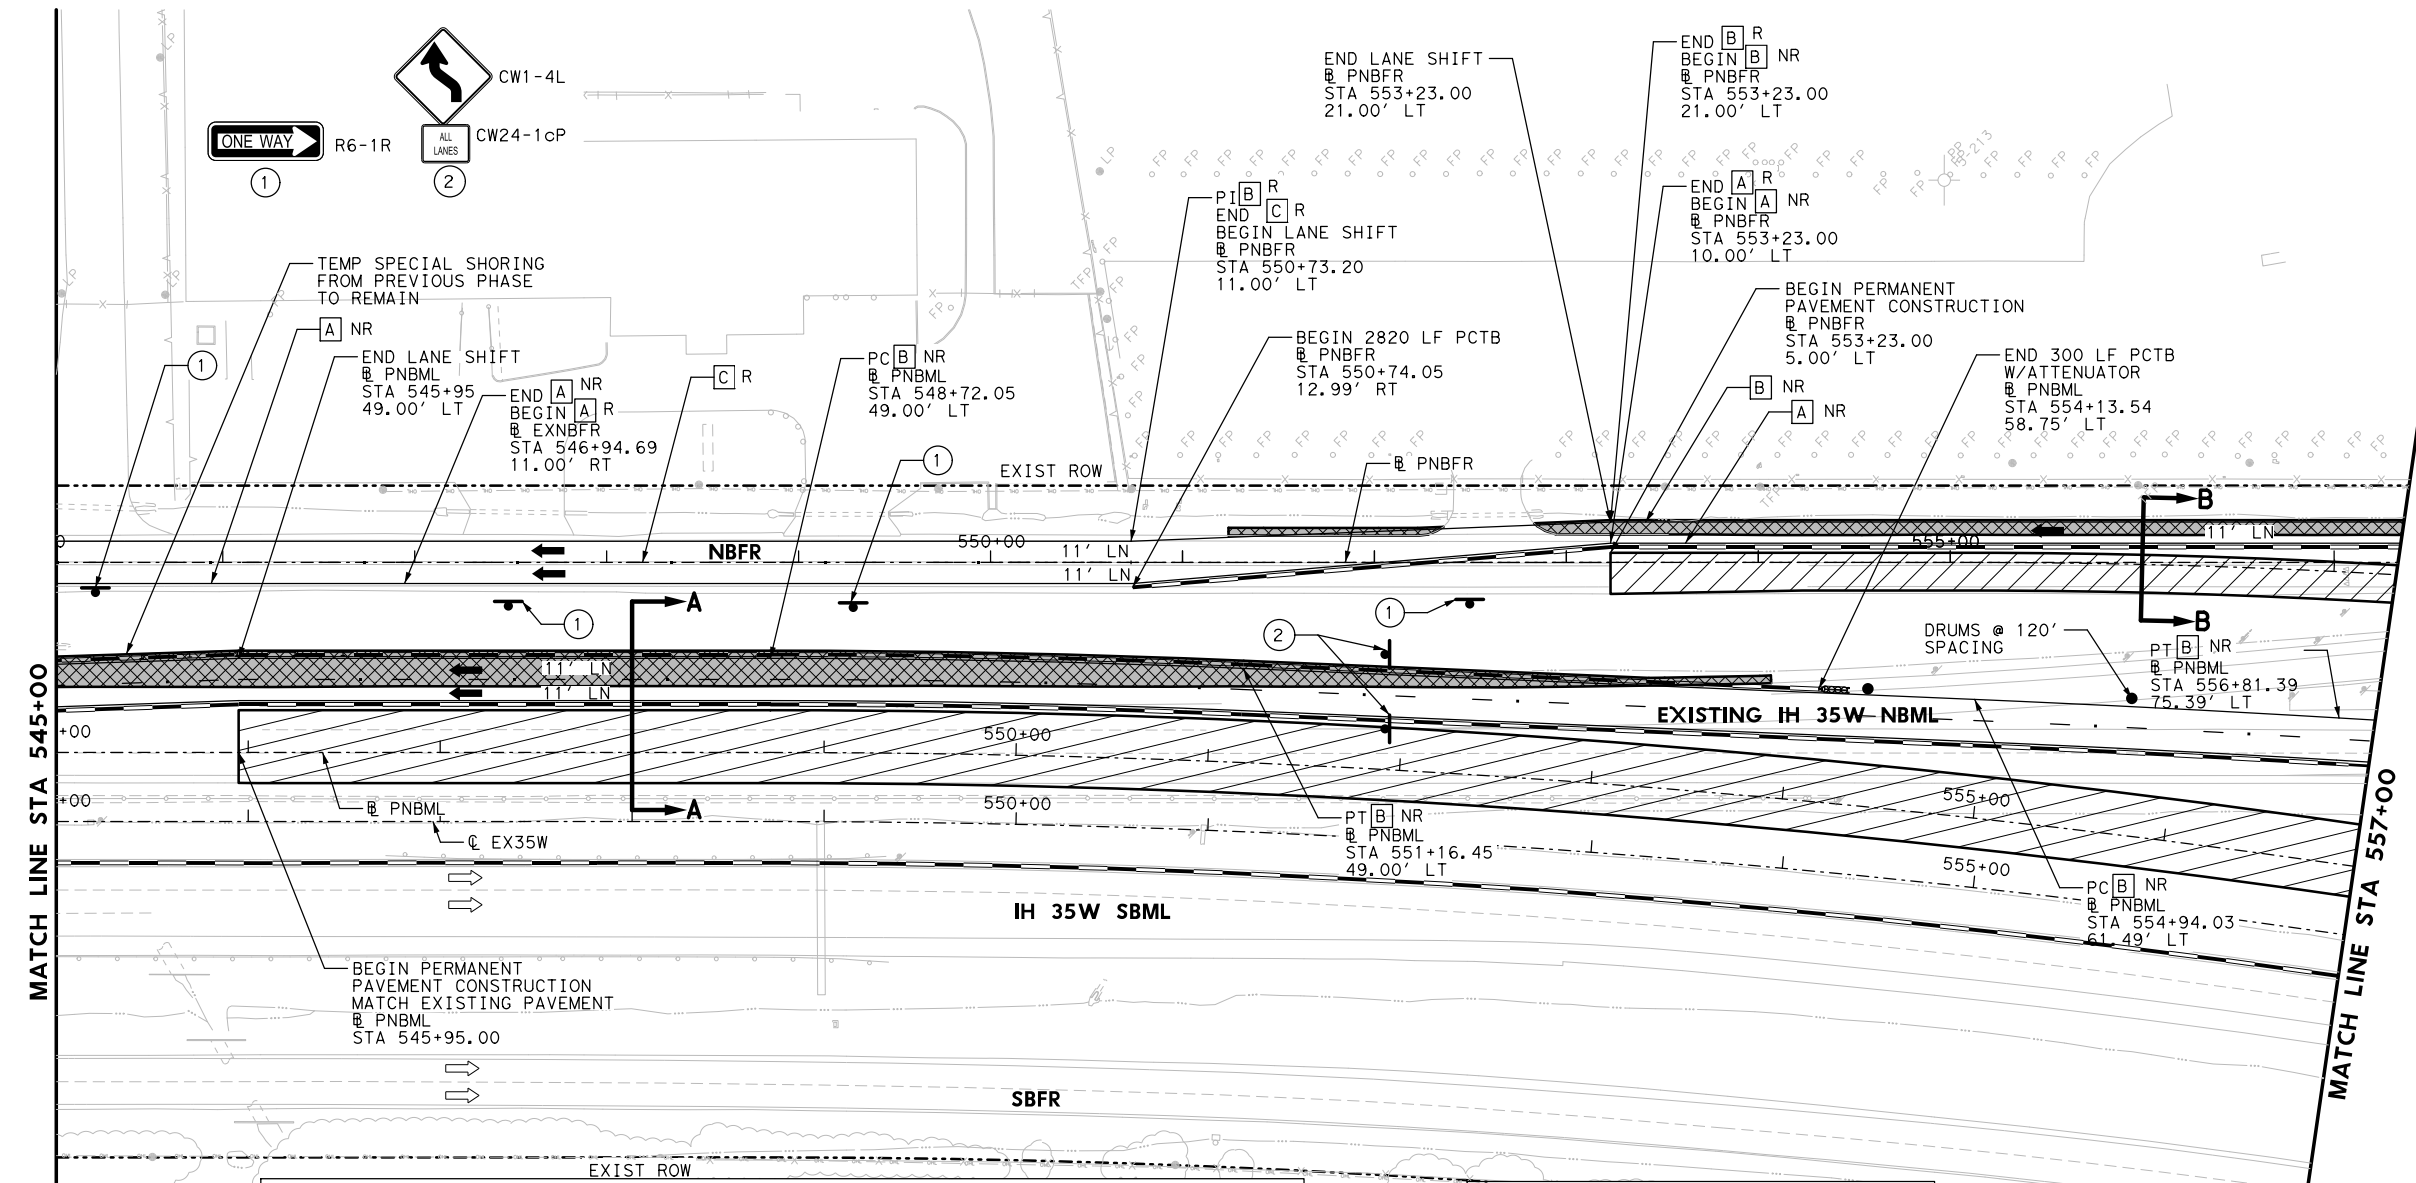 CW1-4L
ONE WAY
R6-1R
ALL
LANES
CW24-1cP
1
2
END LANE SHIFT
℄ PNBFR
STA 553+23.00
21.00' LT
END B R
BEGIN B NR
PNBFR
STA 553+23.00
21.00' LT
PI B R
END C R
BEGIN LANE SHIFT
PNBFR
STA 550+73.20
11.00' LT
END A R
BEGIN A NR
PNBFR
STA 553+23.00
10.00' LT
TEMP SPECIAL SHORING
FROM PREVIOUS PHASE
TO REMAIN
A NR
1
END LANE SHIFT
PNBML
STA 545+95
49.00' LT
END A NR
BEGIN A R
EXNBFR
STA 546+94.69
11.00' RT
C R
PC B NR
PNBML
STA 548+72.05
49.00' LT
1
BEGIN 2820 LF PCTB
PNBFR
STA 550+74.05
12.99' RT
BEGIN PERMANENT
PAVEMENT CONSTRUCTION
PNBFR
STA 553+23.00
5.00' LT
B NR
A NR
END 300 LF PCTB
W/ATTENUATOR
PNBML
STA 554+13.54
58.75' LT
EXIST ROW
PNBFR
B
NBFR
550+00
11' LN
11' LN
555+00
11' LN
B
A
1
1
2
DRUMS @ 120'
SPACING
PT B NR
PNBML
STA 556+81.39
75.39' LT
11' LN
11' LN
EXISTING IH 35W NBML
+00
550+00
+00
550+00
555+00
PNBML
A
EX35W
PT B NR
PNBML
STA 551+16.45
49.00' LT
555+00
PC B NR
PNBML
STA 554+94.03
61.49' LT
IH 35W SBML
BEGIN PERMANENT
PAVEMENT CONSTRUCTION
MATCH EXISTING PAVEMENT
PNBML
STA 545+95.00
SBFR
EXIST ROW
MATCH LINE STA 545+00
MATCH LINE STA 557+00